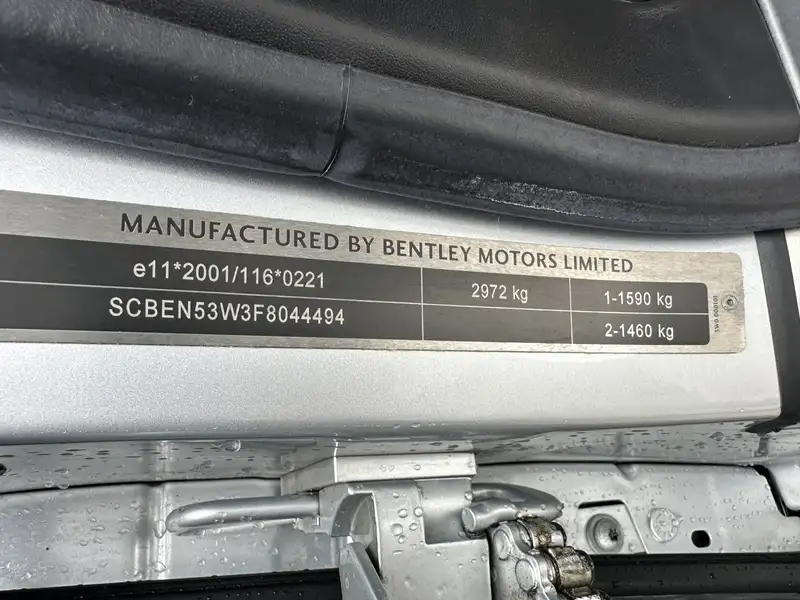 MANUFACTURED BY BENTLEY MOTORS LIMITED
e11*2001/116*0221 2972 kg 1-1590 kg
SCBEN53W3F8044494 2-1460 kg